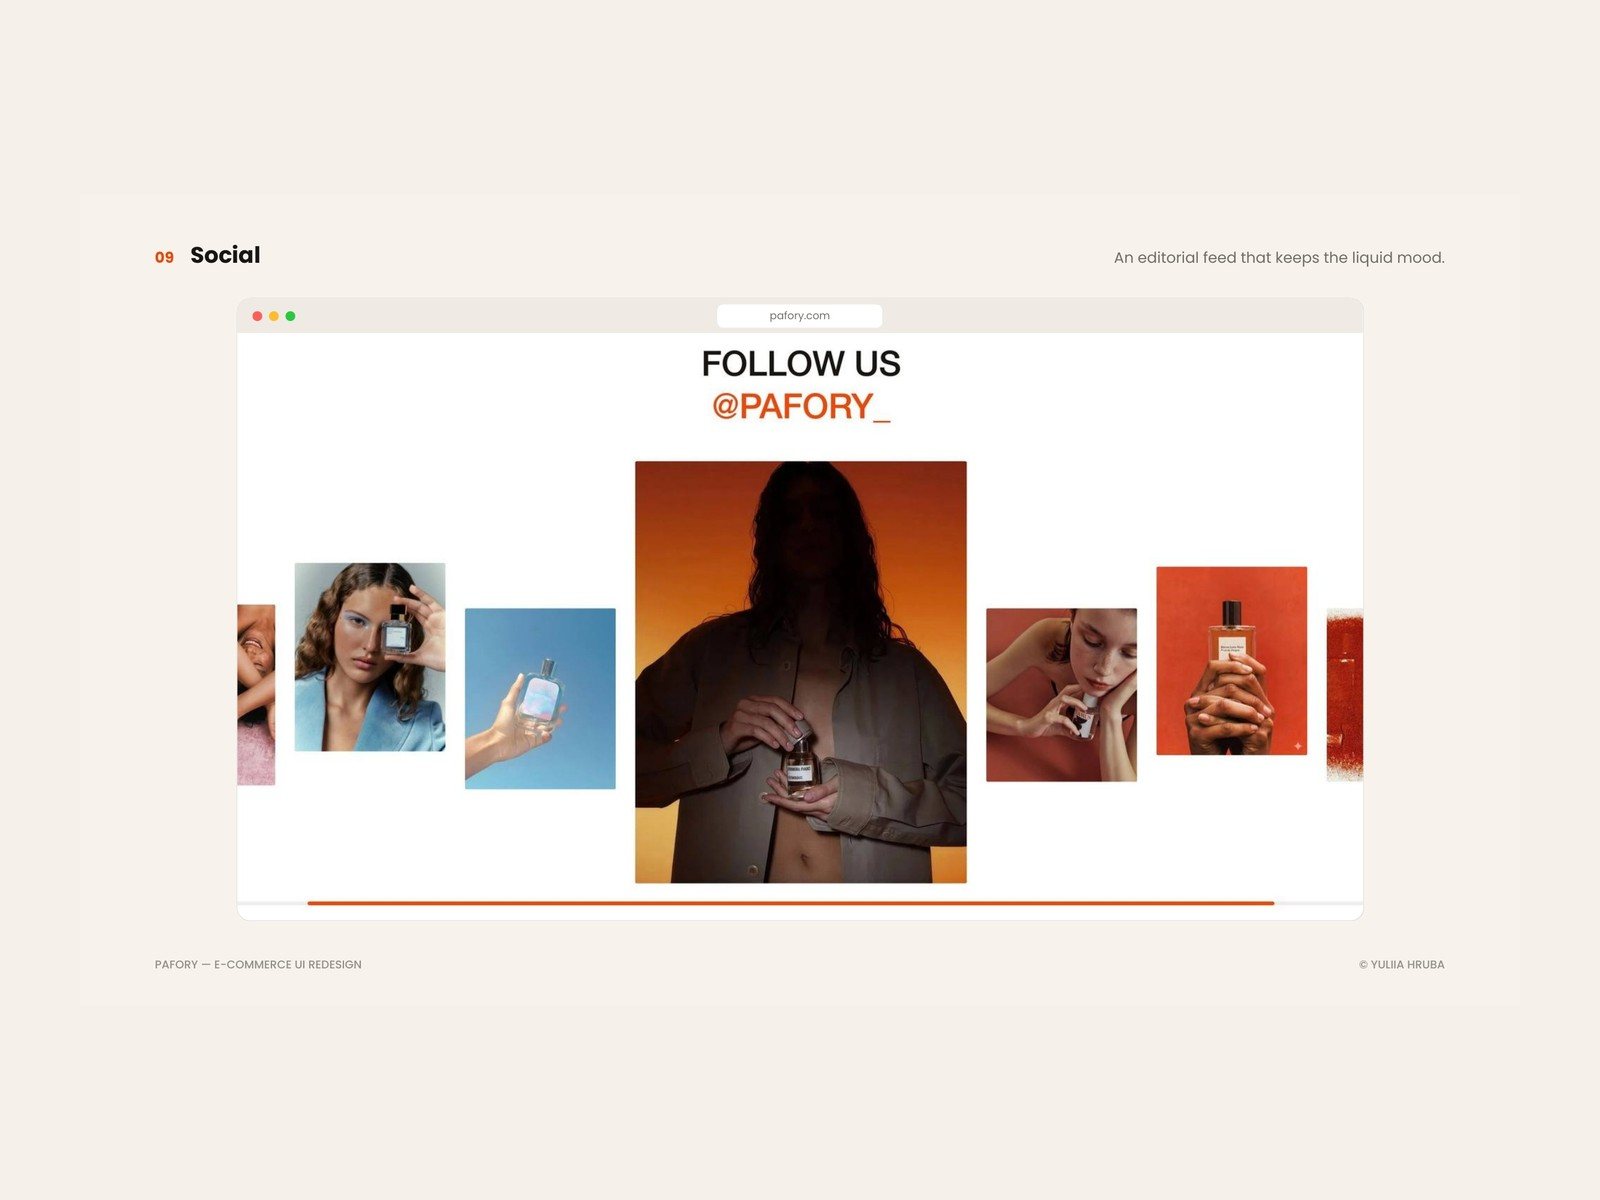 09 Social
An editorial feed that keeps the liquid mood.
pafory.com
FOLLOW US
@PAFORY_
PAFORY — E-COMMERCE UI REDESIGN
© YULIIA HRUBA